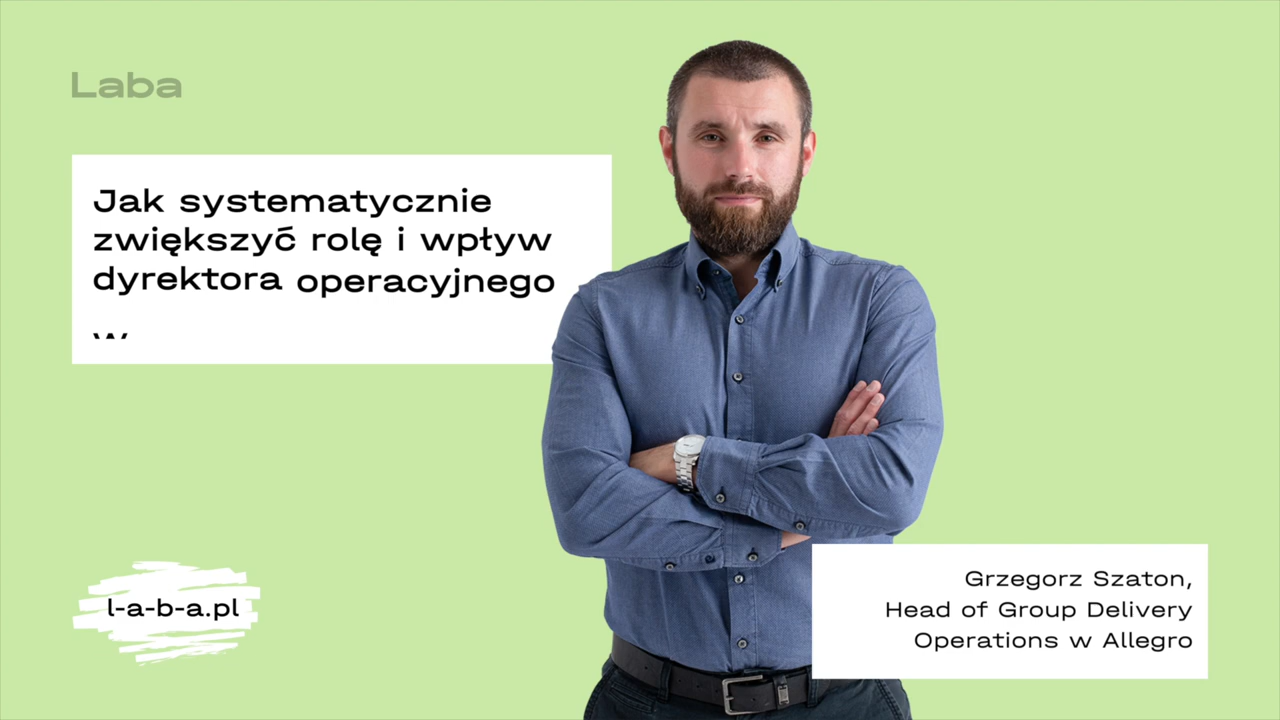 Laba
Jak systematycznie
zwiększyć rolę i wpływ
dyrektora operacyjnego
w
l-a-b-a.pl
Grzegorz Szaton,
Head of Group Delivery
Operations w Allegro